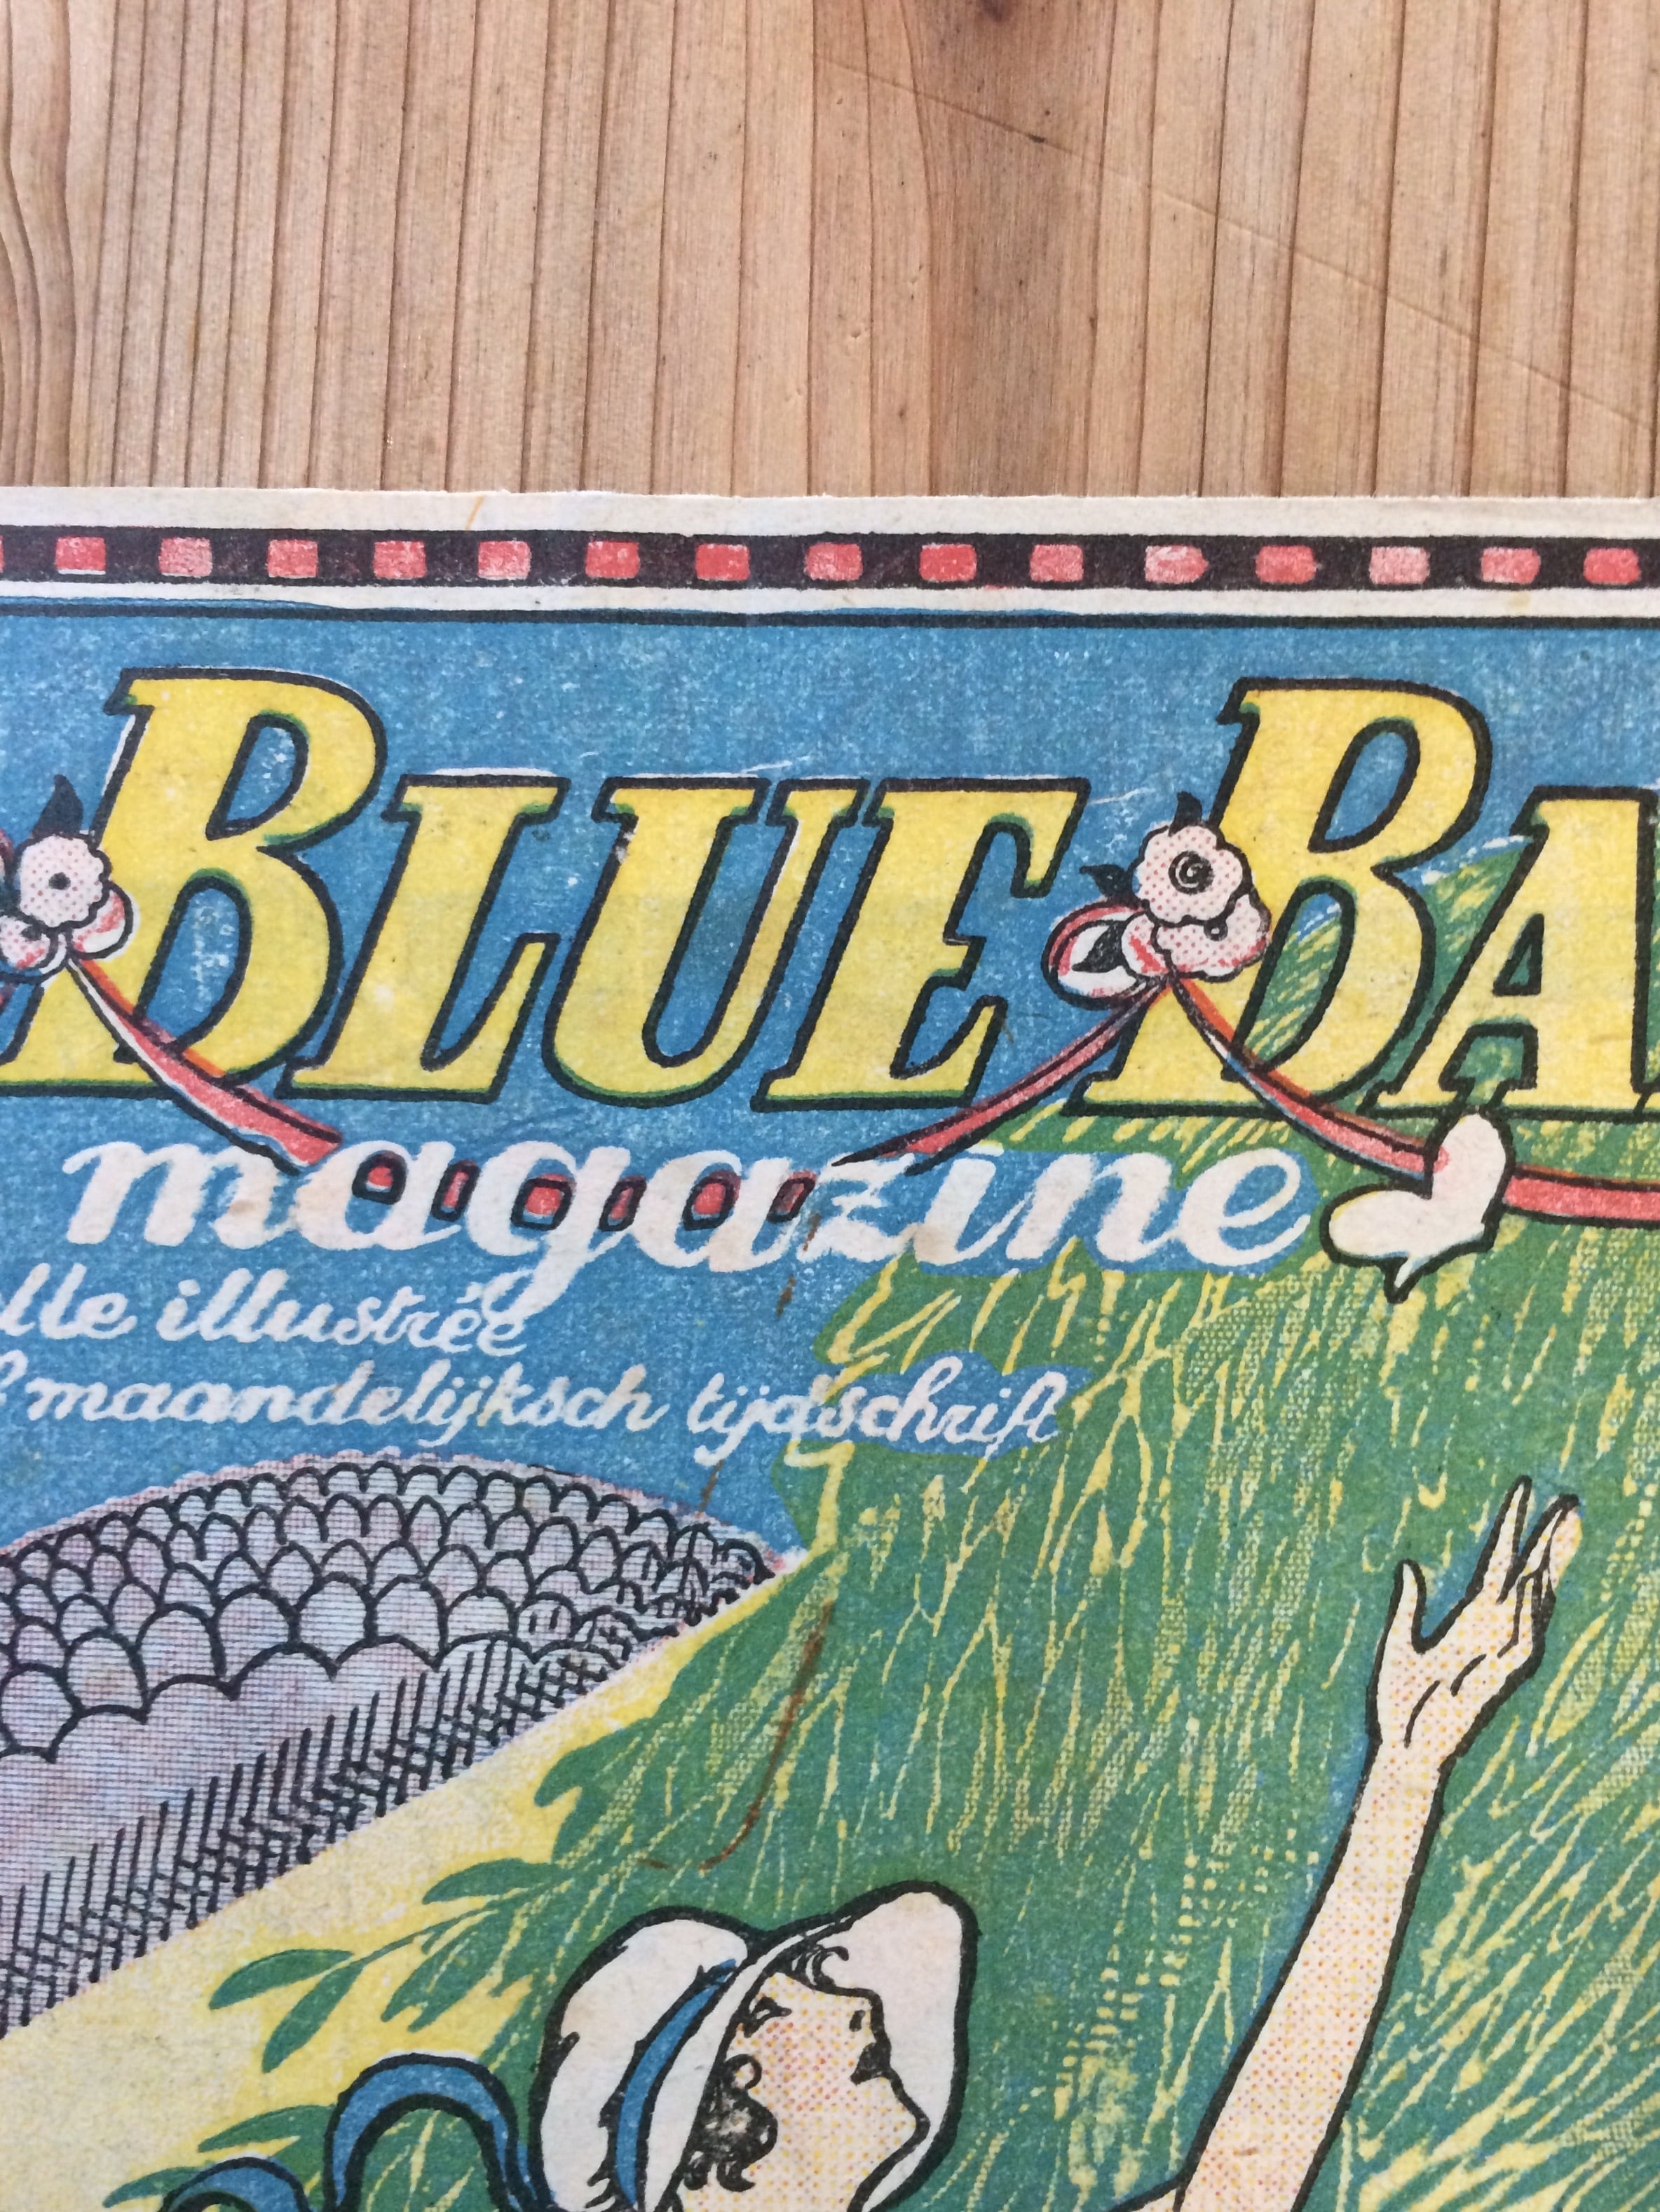 BLUE BA
magazine
lle illustrée
maandelijksch tijdschrift